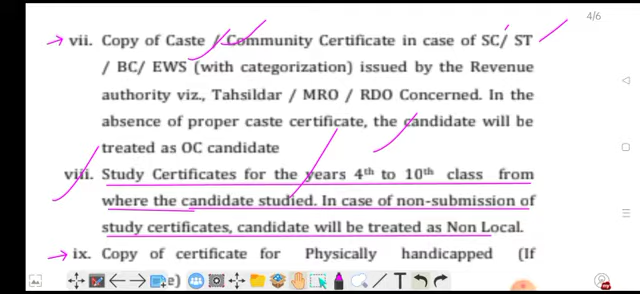 4/6
vii. Copy of Caste / Community Certificate in case of SC/ ST
/ BC/ EWS (with categorization) issued by the Revenue
authority viz., Tahsildar / MRO / RDO Concerned. In the
absence of proper caste certificate, the candidate will be
treated as OC candidate
viii. Study Certificates for the years 4th to 10th class from
where the candidate studied. In case of non-submission of
study certificates, candidate will be treated as Non Local.
ix. Copy of certificate for Physically handicapped (If
e)
T